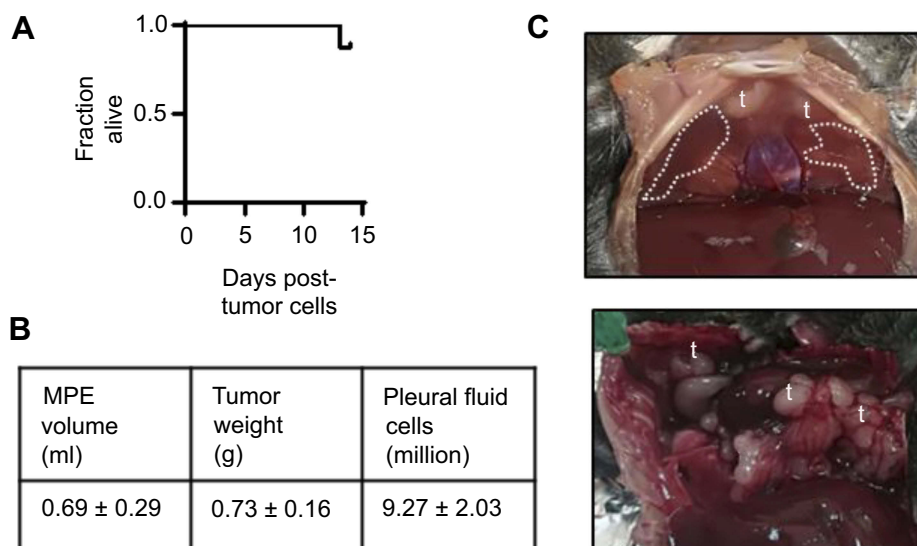 A
1.0
0.5
0.0
Fraction
alive
0
5
10
15
Days post-
tumor cells
B
MPE
volume
(ml)
Tumor
weight
(g)
Pleural fluid
cells
(million)
0.69 ± 0.29
0.73 ± 0.16
9.27 ± 2.03
C
t
t
t
t
t